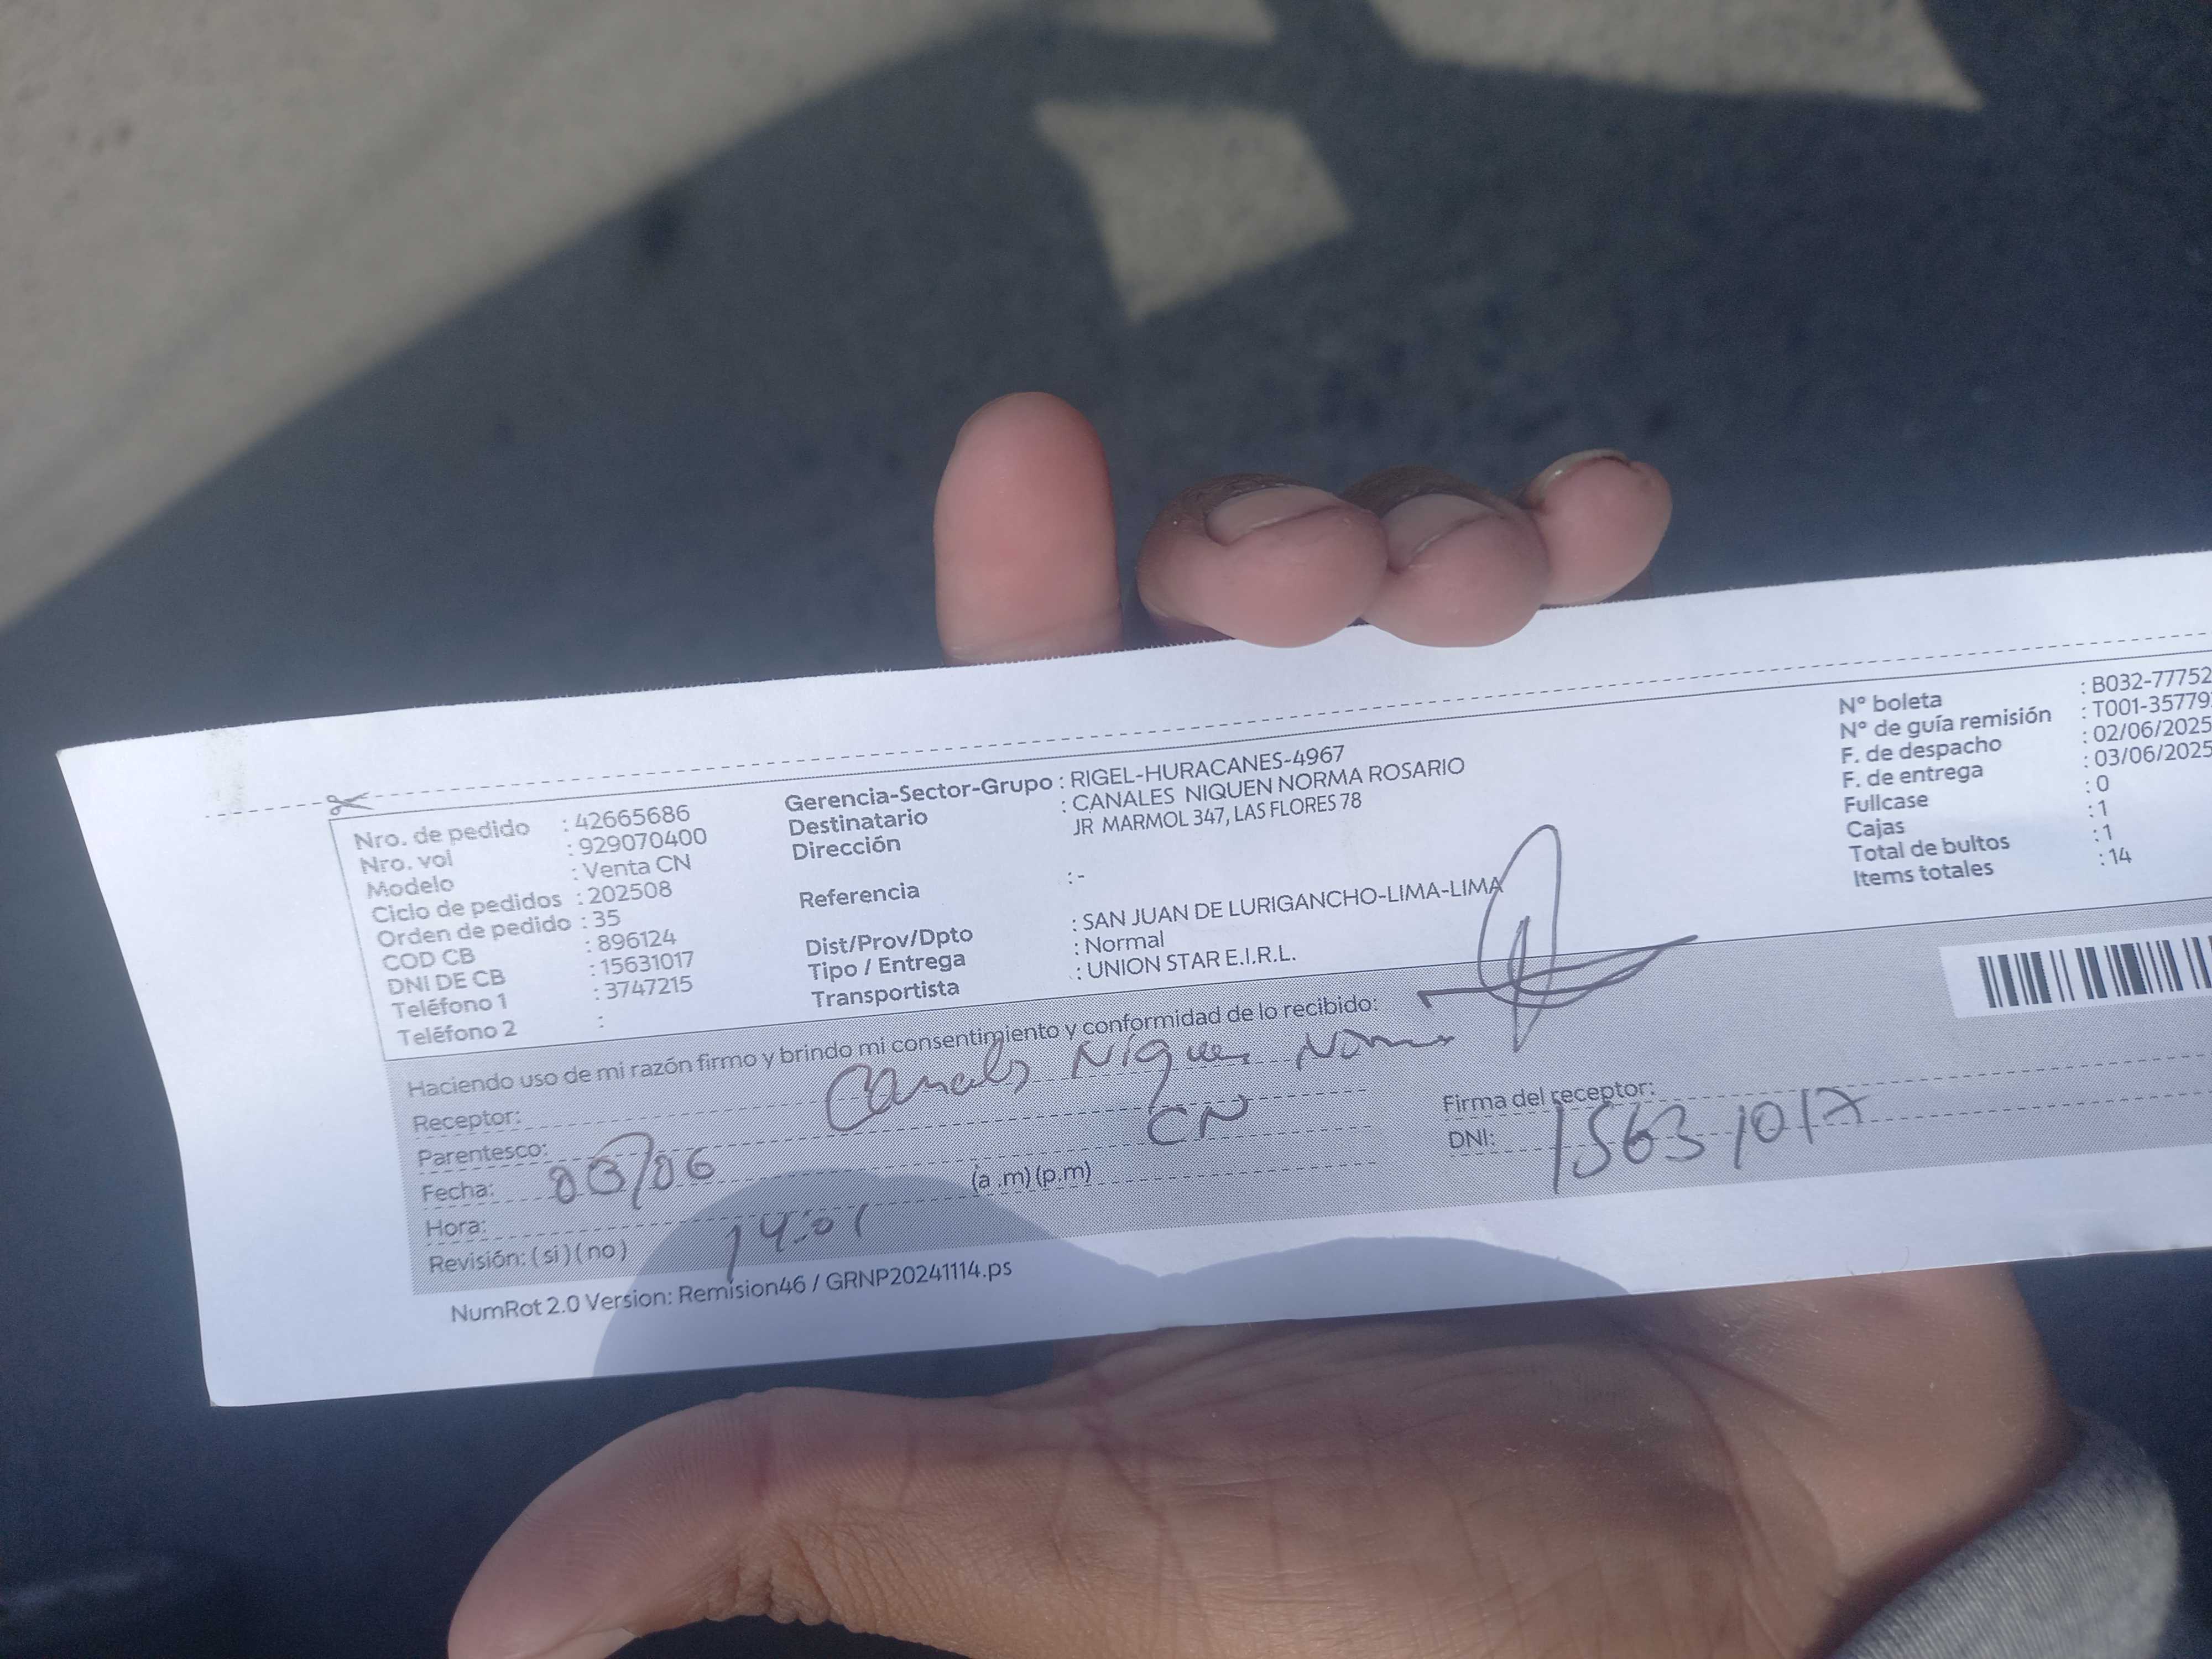 Nro. de pedido : 42665686
Nro. vol : 929070400
Modelo : Venta CN
Ciclo de pedidos : 202508
Orden de pedido : 35
COD CB : 896124
DNI DE CB : 15631017
Teléfono 1 : 3747215
Teléfono 2 :
Gerencia-Sector-Grupo : RIGEL-HURACANES-4967
Destinatario : CANALES NIQUEN NORMA ROSARIO
Dirección JR MARMOL 347, LAS FLORES 78
Referencia : -
Dist/Prov/Dpto : SAN JUAN DE LURIGANCHO-LIMA-LIMA
Tipo / Entrega : Normal
Transportista : UNION STAR E.I.R.L.
N° boleta : B032-77752
N° de guía remisión : T001-35779
F. de despacho : 02/06/2025
F. de entrega : 03/06/2025
Fullcase : 0
Cajas : 1
Total de bultos : 1
Items totales : 14
Haciendo uso de mi razón firmo y brindo mi consentimiento y conformidad de lo recibido:
Receptor: Canales Niquen Norma
Parentesco: CN
Fecha: 03/06 (a .m) (p.m)
Hora: 14:01
Revisión: ( si ) ( no )
Firma del receptor:
DNI: 15631017
NumRot 2.0 Version: Remision46 / GRNP20241114.ps